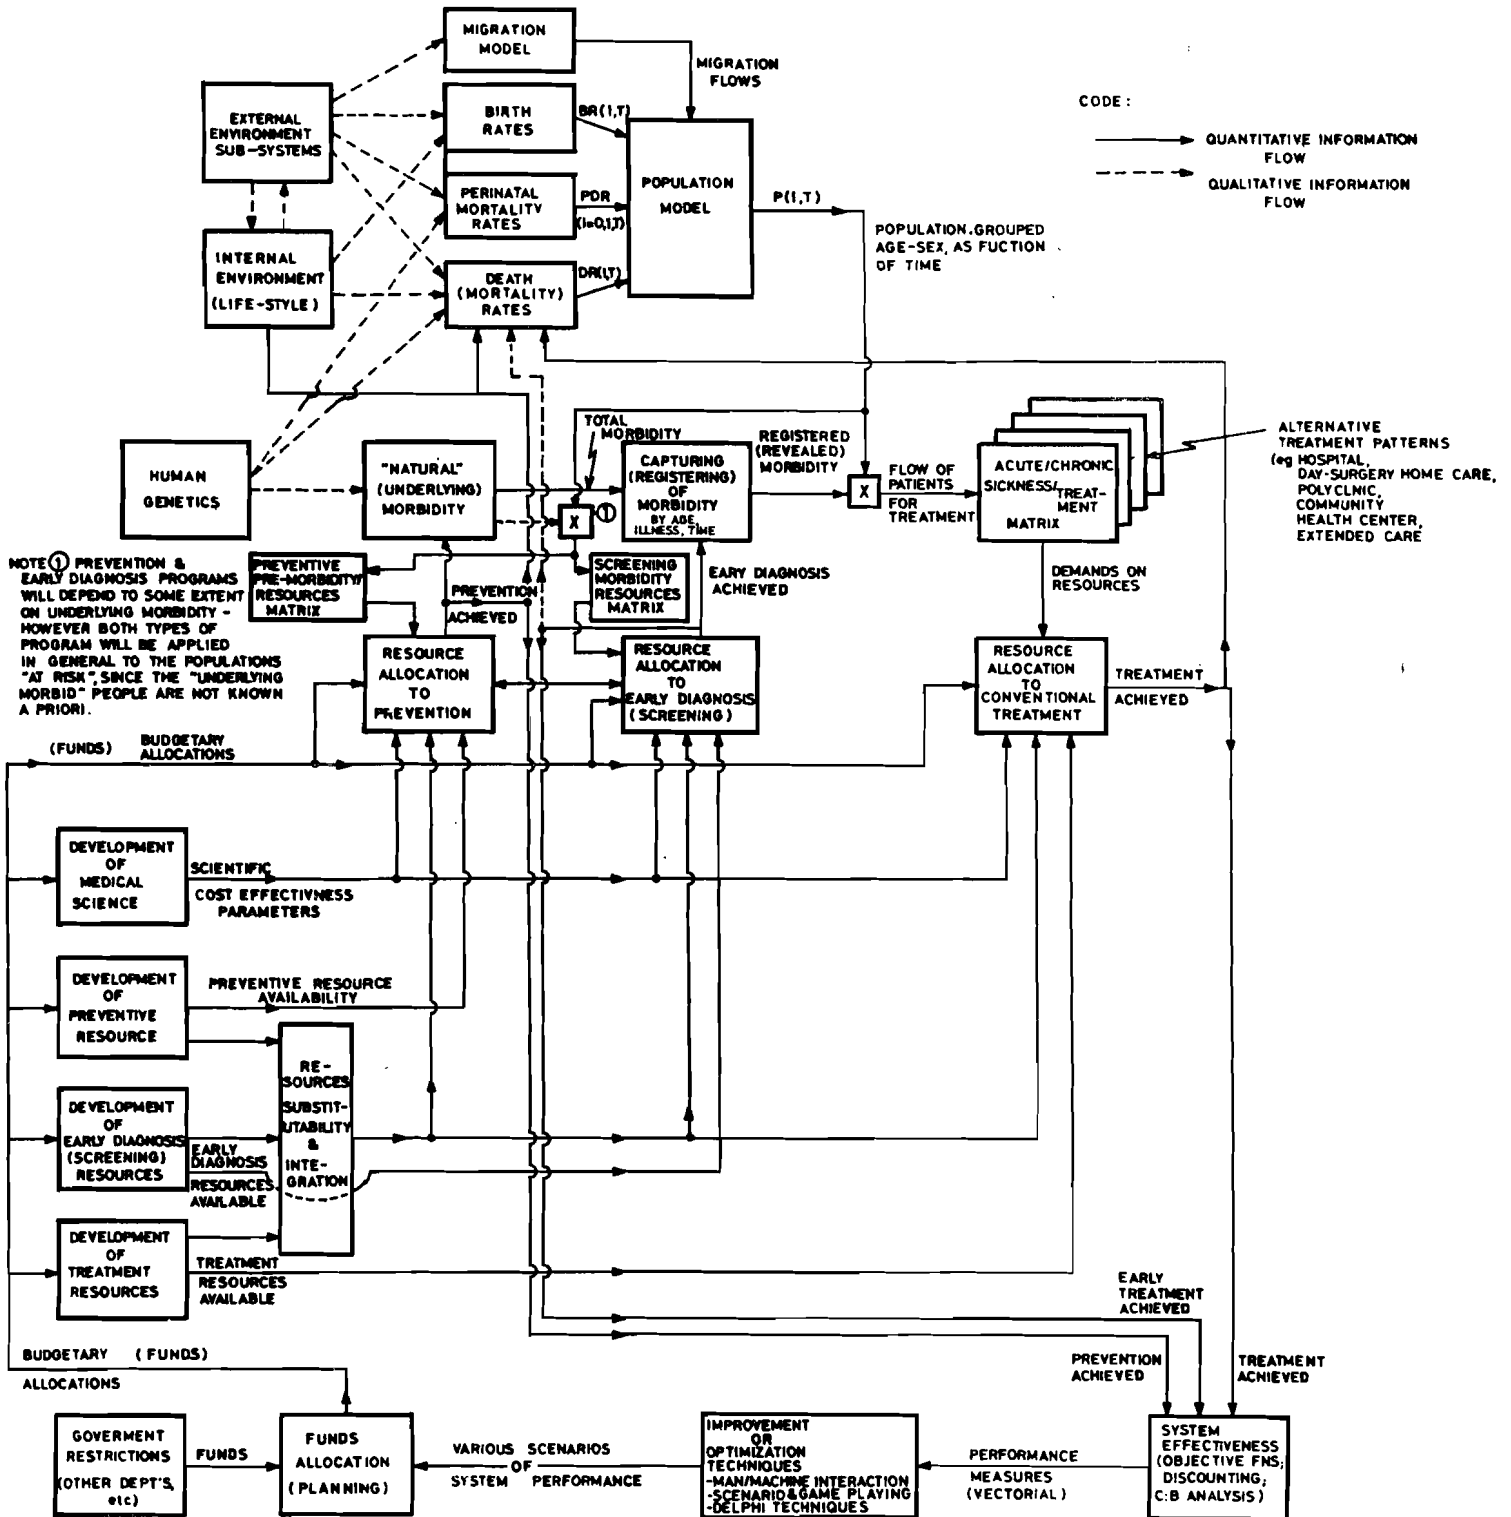 MIGRATION
MODEL
MIGRATION
FLOWS
CODE :
QUANTITATIVE INFORMATION
FLOW
QUALITATIVE INFORMATION
FLOW
EXTERNAL
ENVIRONMENT
SUB-SYSTEMS
BIRTH
RATES
BR(I,T)
PERINATAL
MORTALITY
RATES
PDR
(i=0,1,T)
POPULATION
MODEL
P(I,T)
POPULATION.GROUPED
AGE-SEX, AS FUCTION
OF TIME
INTERNAL
ENVIRONMENT
(LIFE-STYLE)
DEATH
(MORTALITY)
RATES
DR(I,T)
HUMAN
GENETICS
"NATURAL"
(UNDERLYING)
MORBIDITY
TOTAL
MORBIDITY
X
①
CAPTURING
(REGISTERING)
OF
MORBIDITY
BY AGE,
ILLNESS, TIME
REGISTERED
(REVEALED)
MORBIDITY
X
FLOW OF
PATIENTS
FOR
TREATMENT
ACUTE/CHRONIC
SICKNESS/
TREAT-
MENT
MATRIX
ALTERNATIVE
TREATMENT PATTERNS
(eg HOSPITAL,
DAY-SURGERY HOME CARE,
POLYCLINIC,
COMMUNITY
HEALTH CENTER,
EXTENDED CARE
NOTE ① PREVENTION &
EARLY DIAGNOSIS PROGRAMS
WILL DEPEND TO SOME EXTENT
ON UNDERLYING MORBIDITY -
HOWEVER BOTH TYPES OF
PROGRAM WILL BE APPLIED
IN GENERAL TO THE POPULATIONS
"AT RISK", SINCE THE "UNDERLYING
MORBID" PEOPLE ARE NOT KNOWN
A PRIORI.
PREVENTIVE
PRE-MORBIDITY/
RESOURCES
MATRIX
PREVENTION
ACHIEVED
SCREENING
MORBIDITY
RESOURCES
MATRIX
EARY DIAGNOSIS
ACHIEVED
DEMANDS ON
RESOURCES
RESOURCE
ALLOCATION
TO
PREVENTION
RESOURCE
ALLOCATION
TO
EARLY DIAGNOSIS
(SCREENING)
RESOURCE
ALLOCATION
TO
CONVENTIONAL
TREATMENT
TREATMENT
ACHIEVED
(FUNDS) BUDGETARY
ALLOCATIONS
DEVELOPMENT
OF
MEDICAL
SCIENCE
SCIENTIFIC
COST EFFECTIVNESS
PARAMETERS
DEVELOPMENT
OF
PREVENTIVE
RESOURCE
PREVENTIVE RESOURCE
AVAILABILITY
RE-
SOURCES
SUBSTIT-
UTABILITY
&
INTE-
GRATION
DEVELOPMENT
OF
EARLY DIAGNOSIS
(SCREENING)
RESOURCES
EARLY
DIAGNOSIS
RESOURCES
AVAILABLE
DEVELOPMENT
OF
TREATMENT
RESOURCES
TREATMENT
RESOURCES
AVAILABLE
EARLY
TREATMENT
ACHIEVED
BUDGETARY (FUNDS)
ALLOCATIONS
PREVENTION
ACHIEVED
TREATMENT
ACHIEVED
GOVERMENT
RESTRICTIONS
(OTHER DEPT'S,
etc)
FUNDS
FUNDS
ALLOCATION
(PLANNING)
VARIOUS SCENARIOS
OF
SYSTEM PERFORMANCE
IMPROVEMENT
OR
OPTIMIZATION
TECHNIQUES
-MAN/MACHINE INTERACTION
-SCENARIO & GAME PLAYING
-DELPHI TECHNIQUES
PERFORMANCE
MEASURES
(VECTORIAL)
SYSTEM
EFFECTIVENESS
(OBJECTIVE FNS;
DISCOUNTING;
C:B ANALYSIS)